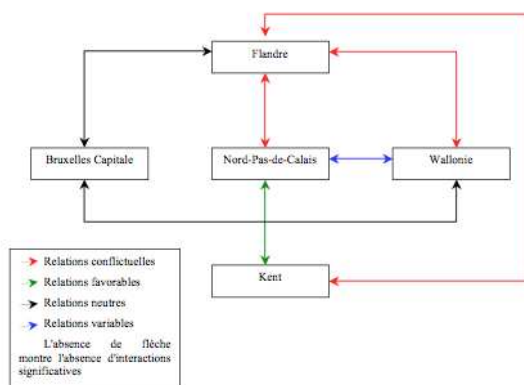 Flandre
Bruxelles Capitale
Nord-Pas-de-Calais
Wallonie
Kent
Relations conflictuelles
Relations favorables
Relations neutres
Relations variables
L'absence de flèche
montre l'absence d'interactions
significatives